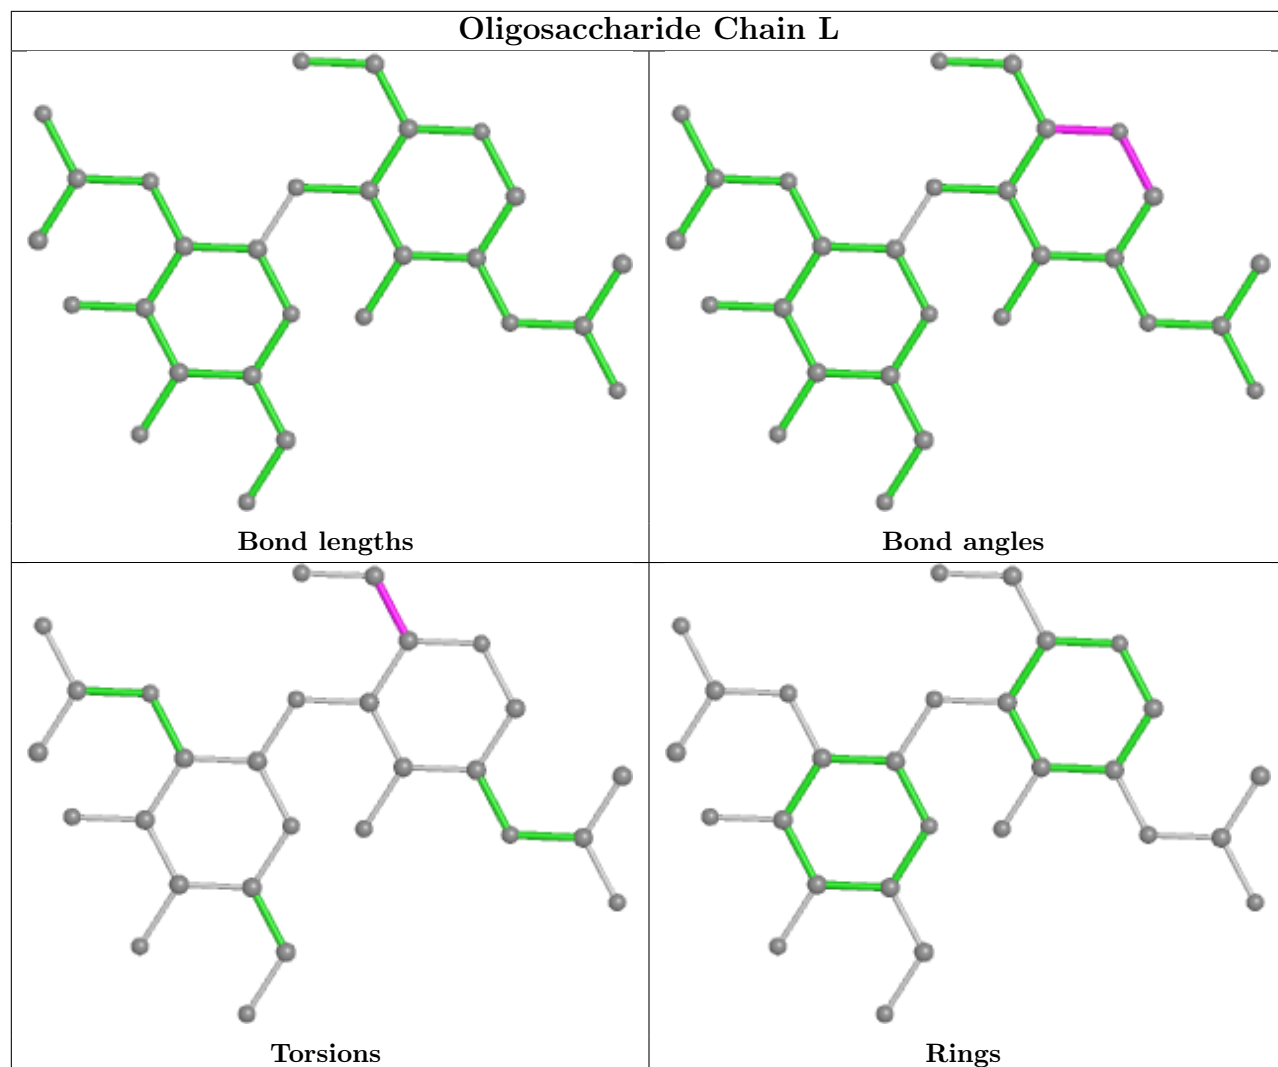 Oligosaccharide Chain L
Bond lengths
Bond angles
Torsions
Rings